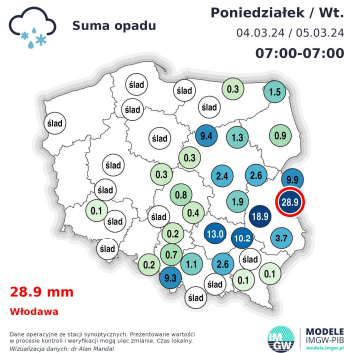 Suma opadu
Poniedziałek / Wt.
04.03.24 / 05.03.24
07:00-07:00
ślad
ślad
0.3
1.5
ślad
ślad
ślad
9.4
1.3
0.9
0.3
ślad
0.3
2.4
2.6
9.9
0.8
1.9
28.9
0.1
ślad
ślad
0.4
18.9
ślad
0.2
13.0
10.2
3.7
0.2
0.7
1.1
2.6
ślad
9.3
0.1
0.1
ślad
ślad
28.9 mm
Włodawa
Dane operacyjne ze stacji synoptycznych. Prezentowane wartości
w procesie kontroli i weryfikacji mogą ulec zmianie. Czas lokalny.
Wizualizacja danych: dr Alan Mandal
IMGW
MODELE
IMGW-PIB
modele.imgw.pl